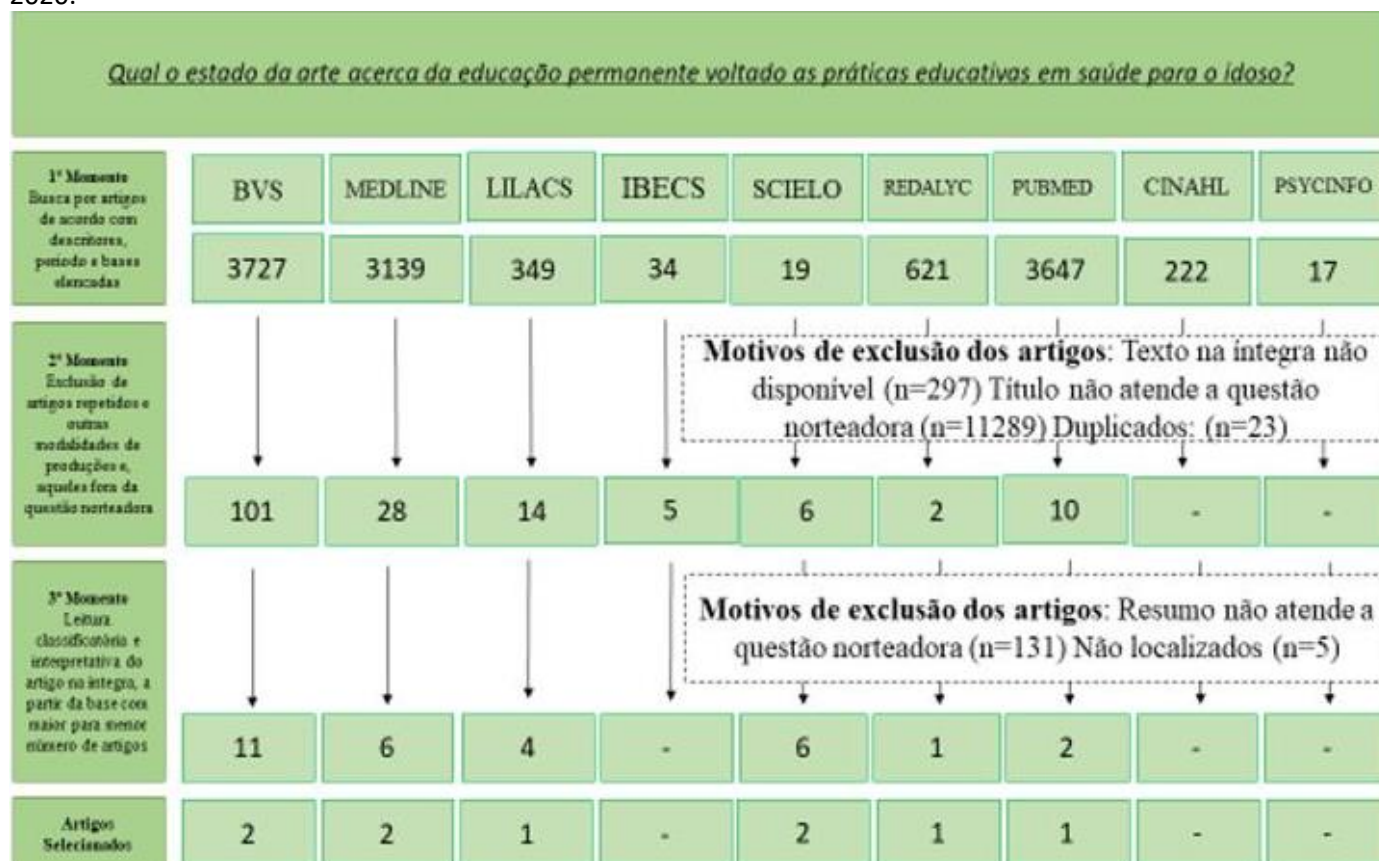 2020.
Qual o estado da arte acerca da educação permanente voltado as práticas educativas em saúde para o idoso?
1º Momento
Busca por artigos
de acordo com
descritores,
período e bases
elencadas
BVS
MEDLINE
LILACS
IBECS
SCIELO
REDALYC
PUBMED
CINAHL
PSYCINFO
3727
3139
349
34
19
621
3647
222
17
2º Momento
Exclusão de
artigos repetidos e
outras
modalidades de
produções e,
aqueles fora da
questão norteadora
Motivos de exclusão dos artigos: Texto na íntegra não
disponível (n=297) Título não atende a questão
norteadora (n=11289) Duplicados: (n=23)
101
28
14
5
6
2
10
-
-
3º Momento
Leitura
classificatória e
interpretativa do
artigo na íntegra, a
partir da base com
maior para menor
número de artigos
Motivos de exclusão dos artigos: Resumo não atende a
questão norteadora (n=131) Não localizados (n=5)
11
6
4
-
6
1
2
-
-
Artigos
Selecionados
2
2
1
-
2
1
1
-
-